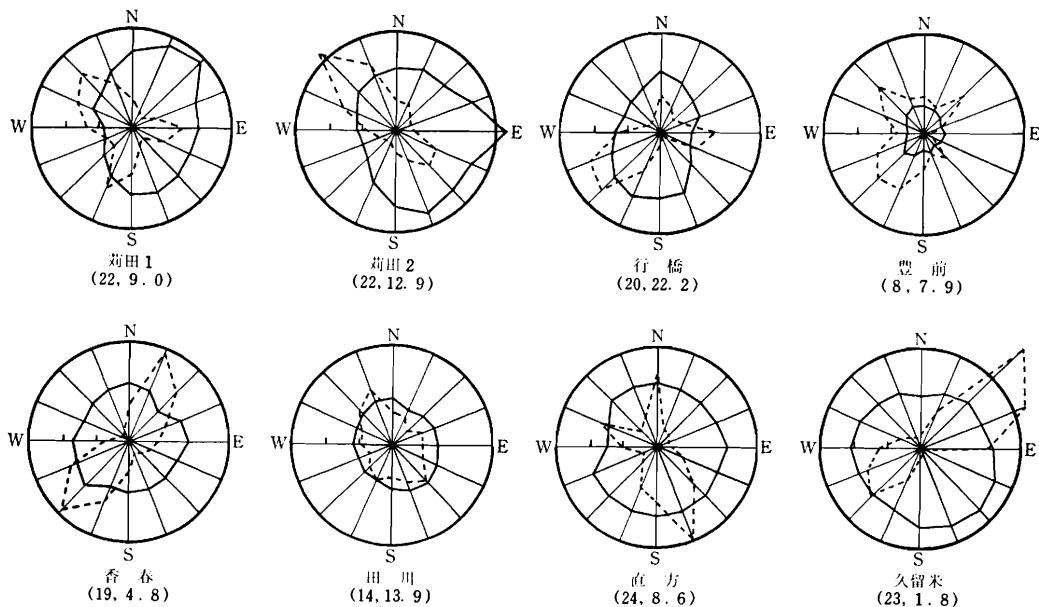 N N N N
W E W E W E W E
S S S S
苅田1 苅田2 行橋 豊前
(22, 9.0) (22, 12.9) (20, 22.2) (8, 7.9)
N N N N
W E W E W E W E
S S S S
香春 田川 直方 久留米
(19, 4.8) (14, 13.9) (24, 8.6) (23, 1.8)